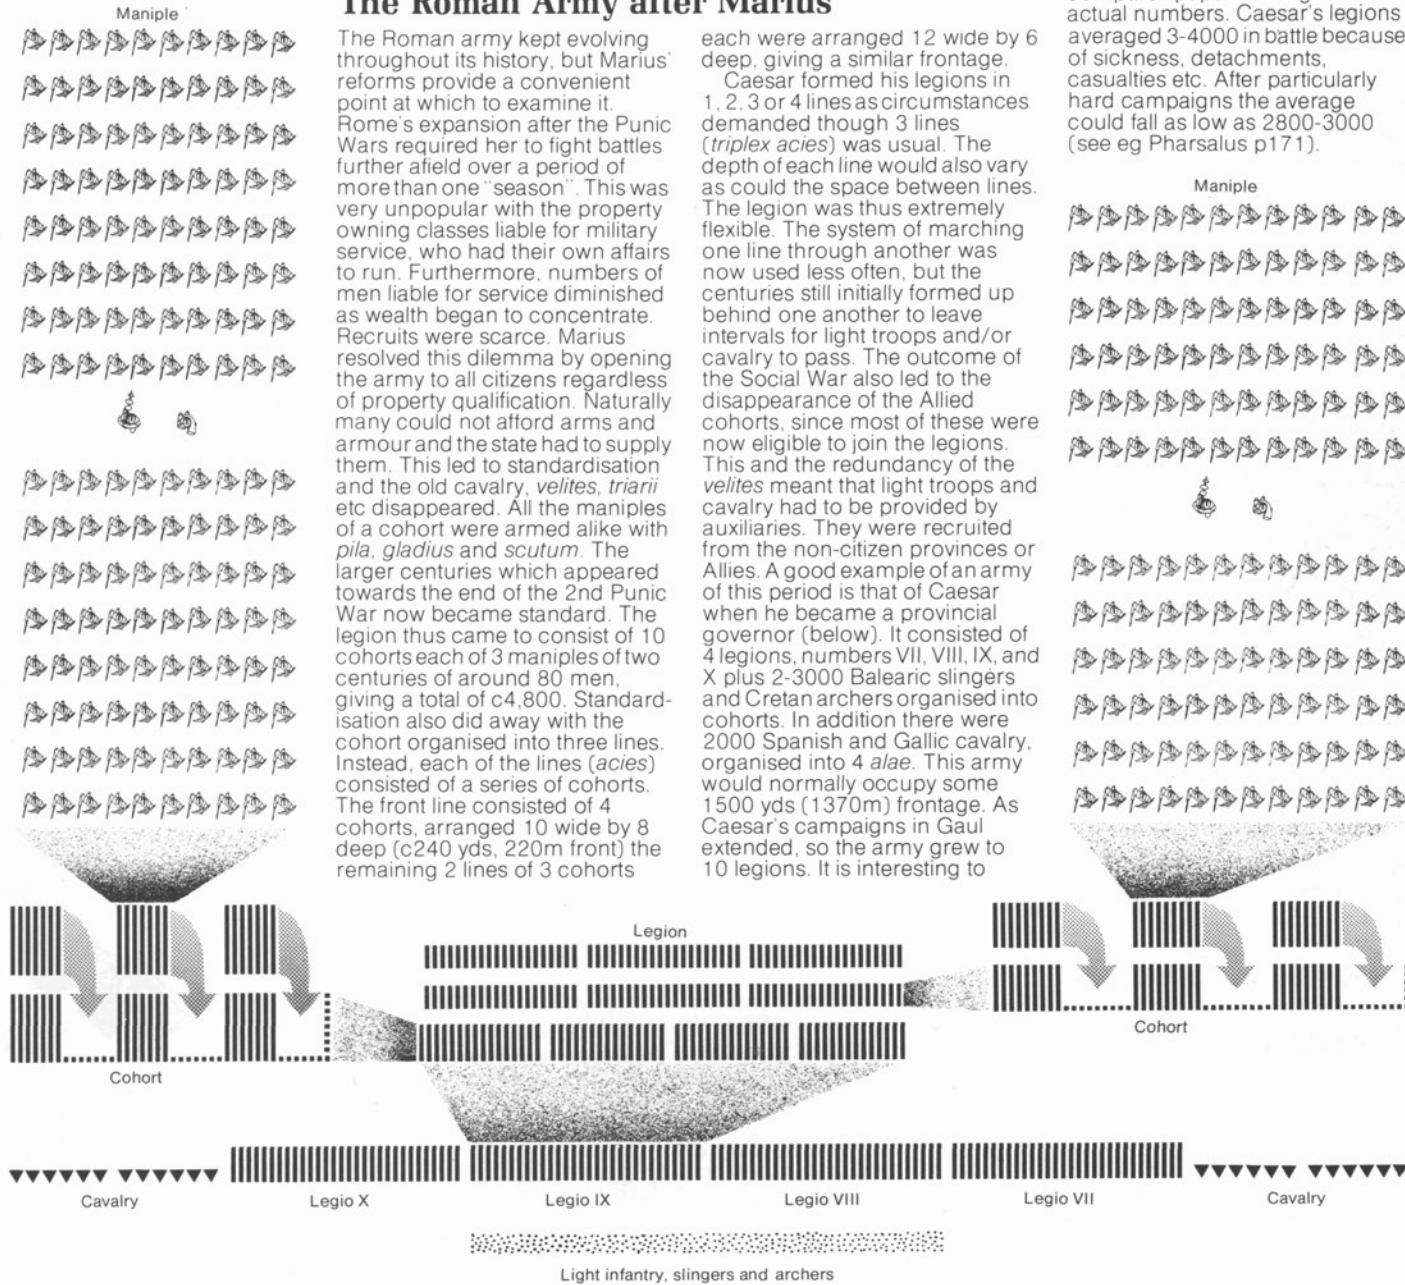 The Roman Army after Marius
Maniple
The Roman army kept evolving
throughout its history, but Marius'
reforms provide a convenient
point at which to examine it.
Rome's expansion after the Punic
Wars required her to fight battles
further afield over a period of
more than one "season". This was
very unpopular with the property
owning classes liable for military
service, who had their own affairs
to run. Furthermore, numbers of
men liable for service diminished
as wealth began to concentrate.
Recruits were scarce. Marius
resolved this dilemma by opening
the army to all citizens regardless
of property qualification. Naturally
many could not afford arms and
armour and the state had to supply
them. This led to standardisation
and the old cavalry, velites, triarii
etc disappeared. All the maniples
of a cohort were armed alike with
pila, gladius and scutum. The
larger centuries which appeared
towards the end of the 2nd Punic
War now became standard. The
legion thus came to consist of 10
cohorts each of 3 maniples of two
centuries of around 80 men,
giving a total of c4,800. Standard-
isation also did away with the
cohort organised into three lines.
Instead, each of the lines (acies)
consisted of a series of cohorts.
The front line consisted of 4
cohorts, arranged 10 wide by 8
deep (c240 yds, 220m front) the
remaining 2 lines of 3 cohorts
each were arranged 12 wide by 6
deep, giving a similar frontage.
Caesar formed his legions in
1, 2, 3 or 4 lines as circumstances
demanded though 3 lines
(triplex acies) was usual. The
depth of each line would also vary
as could the space between lines.
The legion was thus extremely
flexible. The system of marching
one line through another was
now used less often, but the
centuries still initially formed up
behind one another to leave
intervals for light troops and/or
cavalry to pass. The outcome of
the Social War also led to the
disappearance of the Allied
cohorts, since most of these were
now eligible to join the legions.
This and the redundancy of the
velites meant that light troops and
cavalry had to be provided by
auxiliaries. They were recruited
from the non-citizen provinces or
Allies. A good example of an army
of this period is that of Caesar
when he became a provincial
governor (below). It consisted of
4 legions, numbers VII, VIII, IX, and
X plus 2-3000 Balearic slingers
and Cretan archers organised into
cohorts. In addition there were
2000 Spanish and Gallic cavalry,
organised into 4 alae. This army
would normally occupy some
1500 yds (1370m) frontage. As
Caesar's campaigns in Gaul
extended, so the army grew to
10 legions. It is interesting to
actual numbers. Caesar's legions
averaged 3-4000 in battle because
of sickness, detachments,
casualties etc. After particularly
hard campaigns the average
could fall as low as 2800-3000
(see eg Pharsalus p171).
Maniple
Legion
Cohort
Cohort
Cavalry
Legio X
Legio IX
Legio VIII
Legio VII
Cavalry
Light infantry, slingers and archers